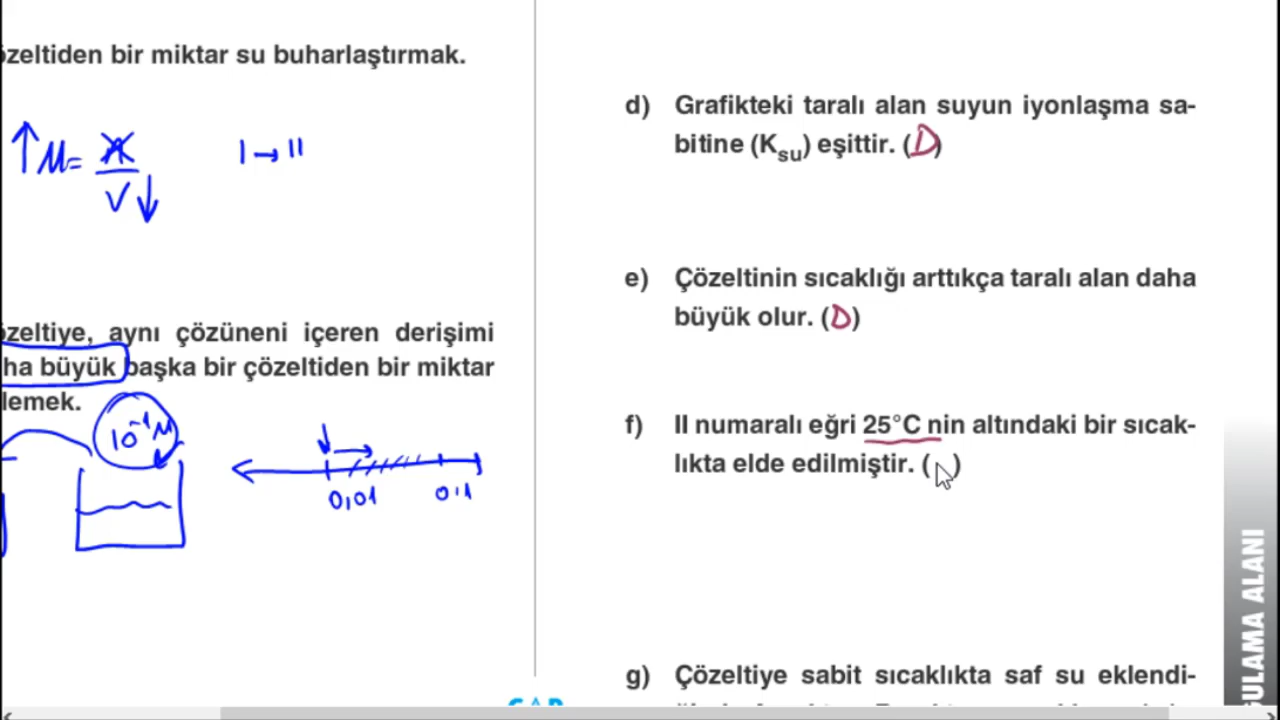 özeltiden bir miktar su buharlaştırmak.
↑M = n/V↓
I → II
özeltiye, aynı çözüneni içeren derişimi
ha büyük başka bir çözeltiden bir miktar
lemek.
10⁻¹ M
0,01
0,1
d) Grafikteki taralı alan suyun iyonlaşma sa-
bitine (Ksu) eşittir. (D)
e) Çözeltinin sıcaklığı arttıkça taralı alan daha
büyük olur. (D)
f) II numaralı eğri 25°C nin altındaki bir sıcak-
lıkta elde edilmiştir. ( )
g) Çözeltiye sabit sıcaklıkta saf su eklendi-
GULAMA ALANI